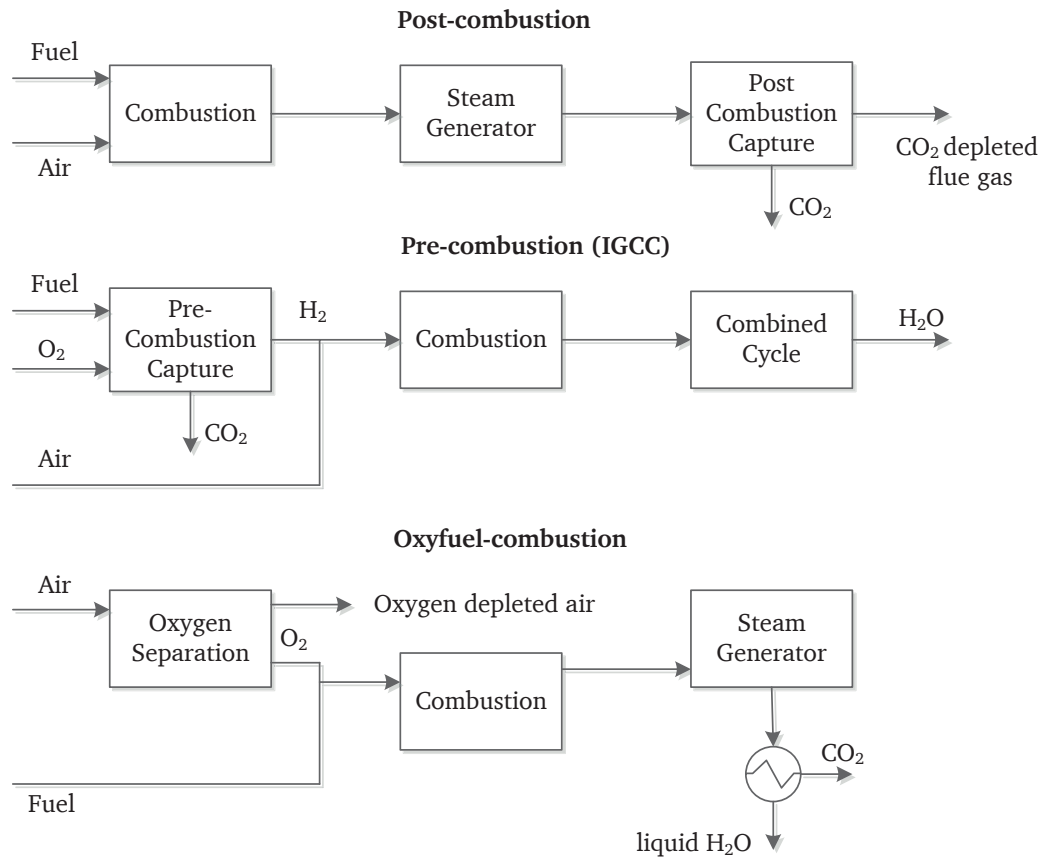 Post-combustion
Fuel
Air
Combustion
Steam
Generator
Post
Combustion
Capture
CO₂ depleted
flue gas
CO₂
Pre-combustion (IGCC)
Fuel
O₂
Pre-
Combustion
Capture
H₂
Combustion
Combined
Cycle
H₂O
CO₂
Air
Oxyfuel-combustion
Air
Oxygen
Separation
Oxygen depleted air
O₂
Combustion
Steam
Generator
CO₂
Fuel
liquid H₂O